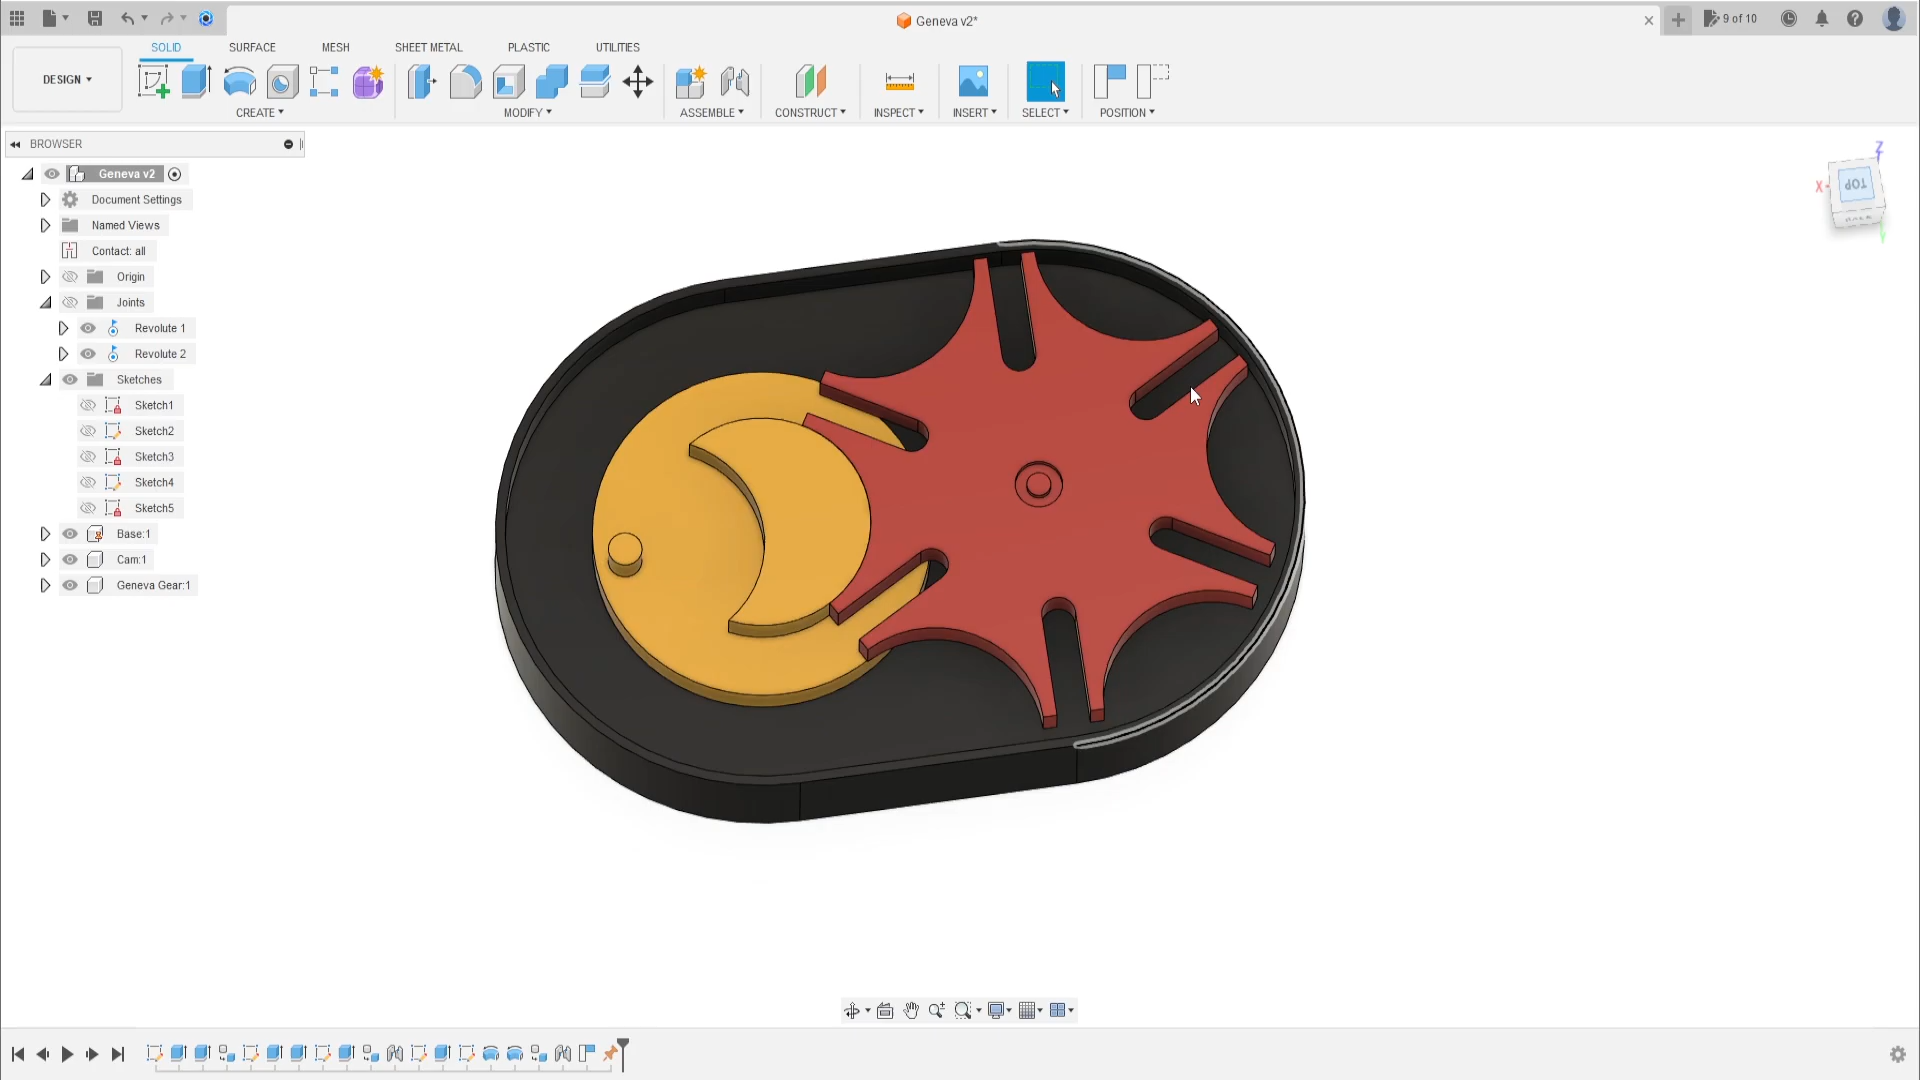 Geneva v2*
9 of 10
SOLID SURFACE MESH SHEET METAL PLASTIC UTILITIES
DESIGN
CREATE MODIFY ASSEMBLE CONSTRUCT INSPECT INSERT SELECT POSITION
BROWSER
Geneva v2
Document Settings
Named Views
Contact: all
Origin
Joints
Revolute 1
Revolute 2
Sketches
Sketch1
Sketch2
Sketch3
Sketch4
Sketch5
Base:1
Cam:1
Geneva Gear:1
Z
X
TOP